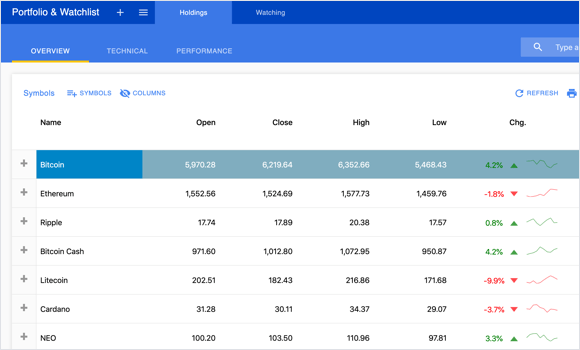 Portfolio & Watchlist + Holdings Watching
OVERVIEW TECHNICAL PERFORMANCE Type a
Symbols SYMBOLS COLUMNS REFRESH
Name Open Close High Low Chg.
+ Bitcoin 5,970.28 6,219.64 6,352.66 5,468.43 4.2%
+ Ethereum 1,552.56 1,524.69 1,577.73 1,459.76 -1.8%
+ Ripple 17.74 17.89 20.38 17.57 0.8%
+ Bitcoin Cash 971.60 1,012.80 1,072.95 950.87 4.2%
+ Litecoin 202.51 182.43 216.86 171.68 -9.9%
+ Cardano 31.28 30.11 34.37 29.07 -3.7%
+ NEO 100.20 103.50 110.96 97.81 3.3%